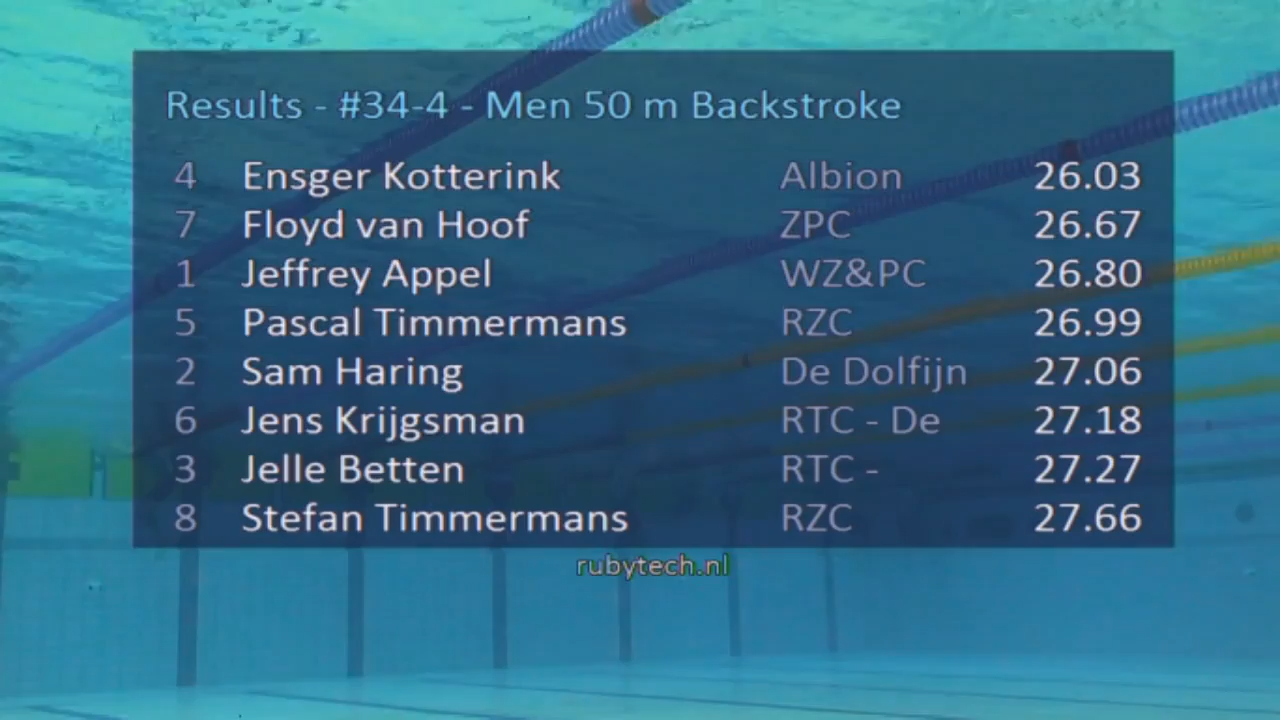 Results - #34-4 - Men 50 m Backstroke
4 Ensger Kotterink Albion 26.03
7 Floyd van Hoof ZPC 26.67
1 Jeffrey Appel WZ&PC 26.80
5 Pascal Timmermans RZC 26.99
2 Sam Haring De Dolfijn 27.06
6 Jens Krijgsman RTC - De 27.18
3 Jelle Betten RTC - 27.27
8 Stefan Timmermans RZC 27.66
rubytech.nl